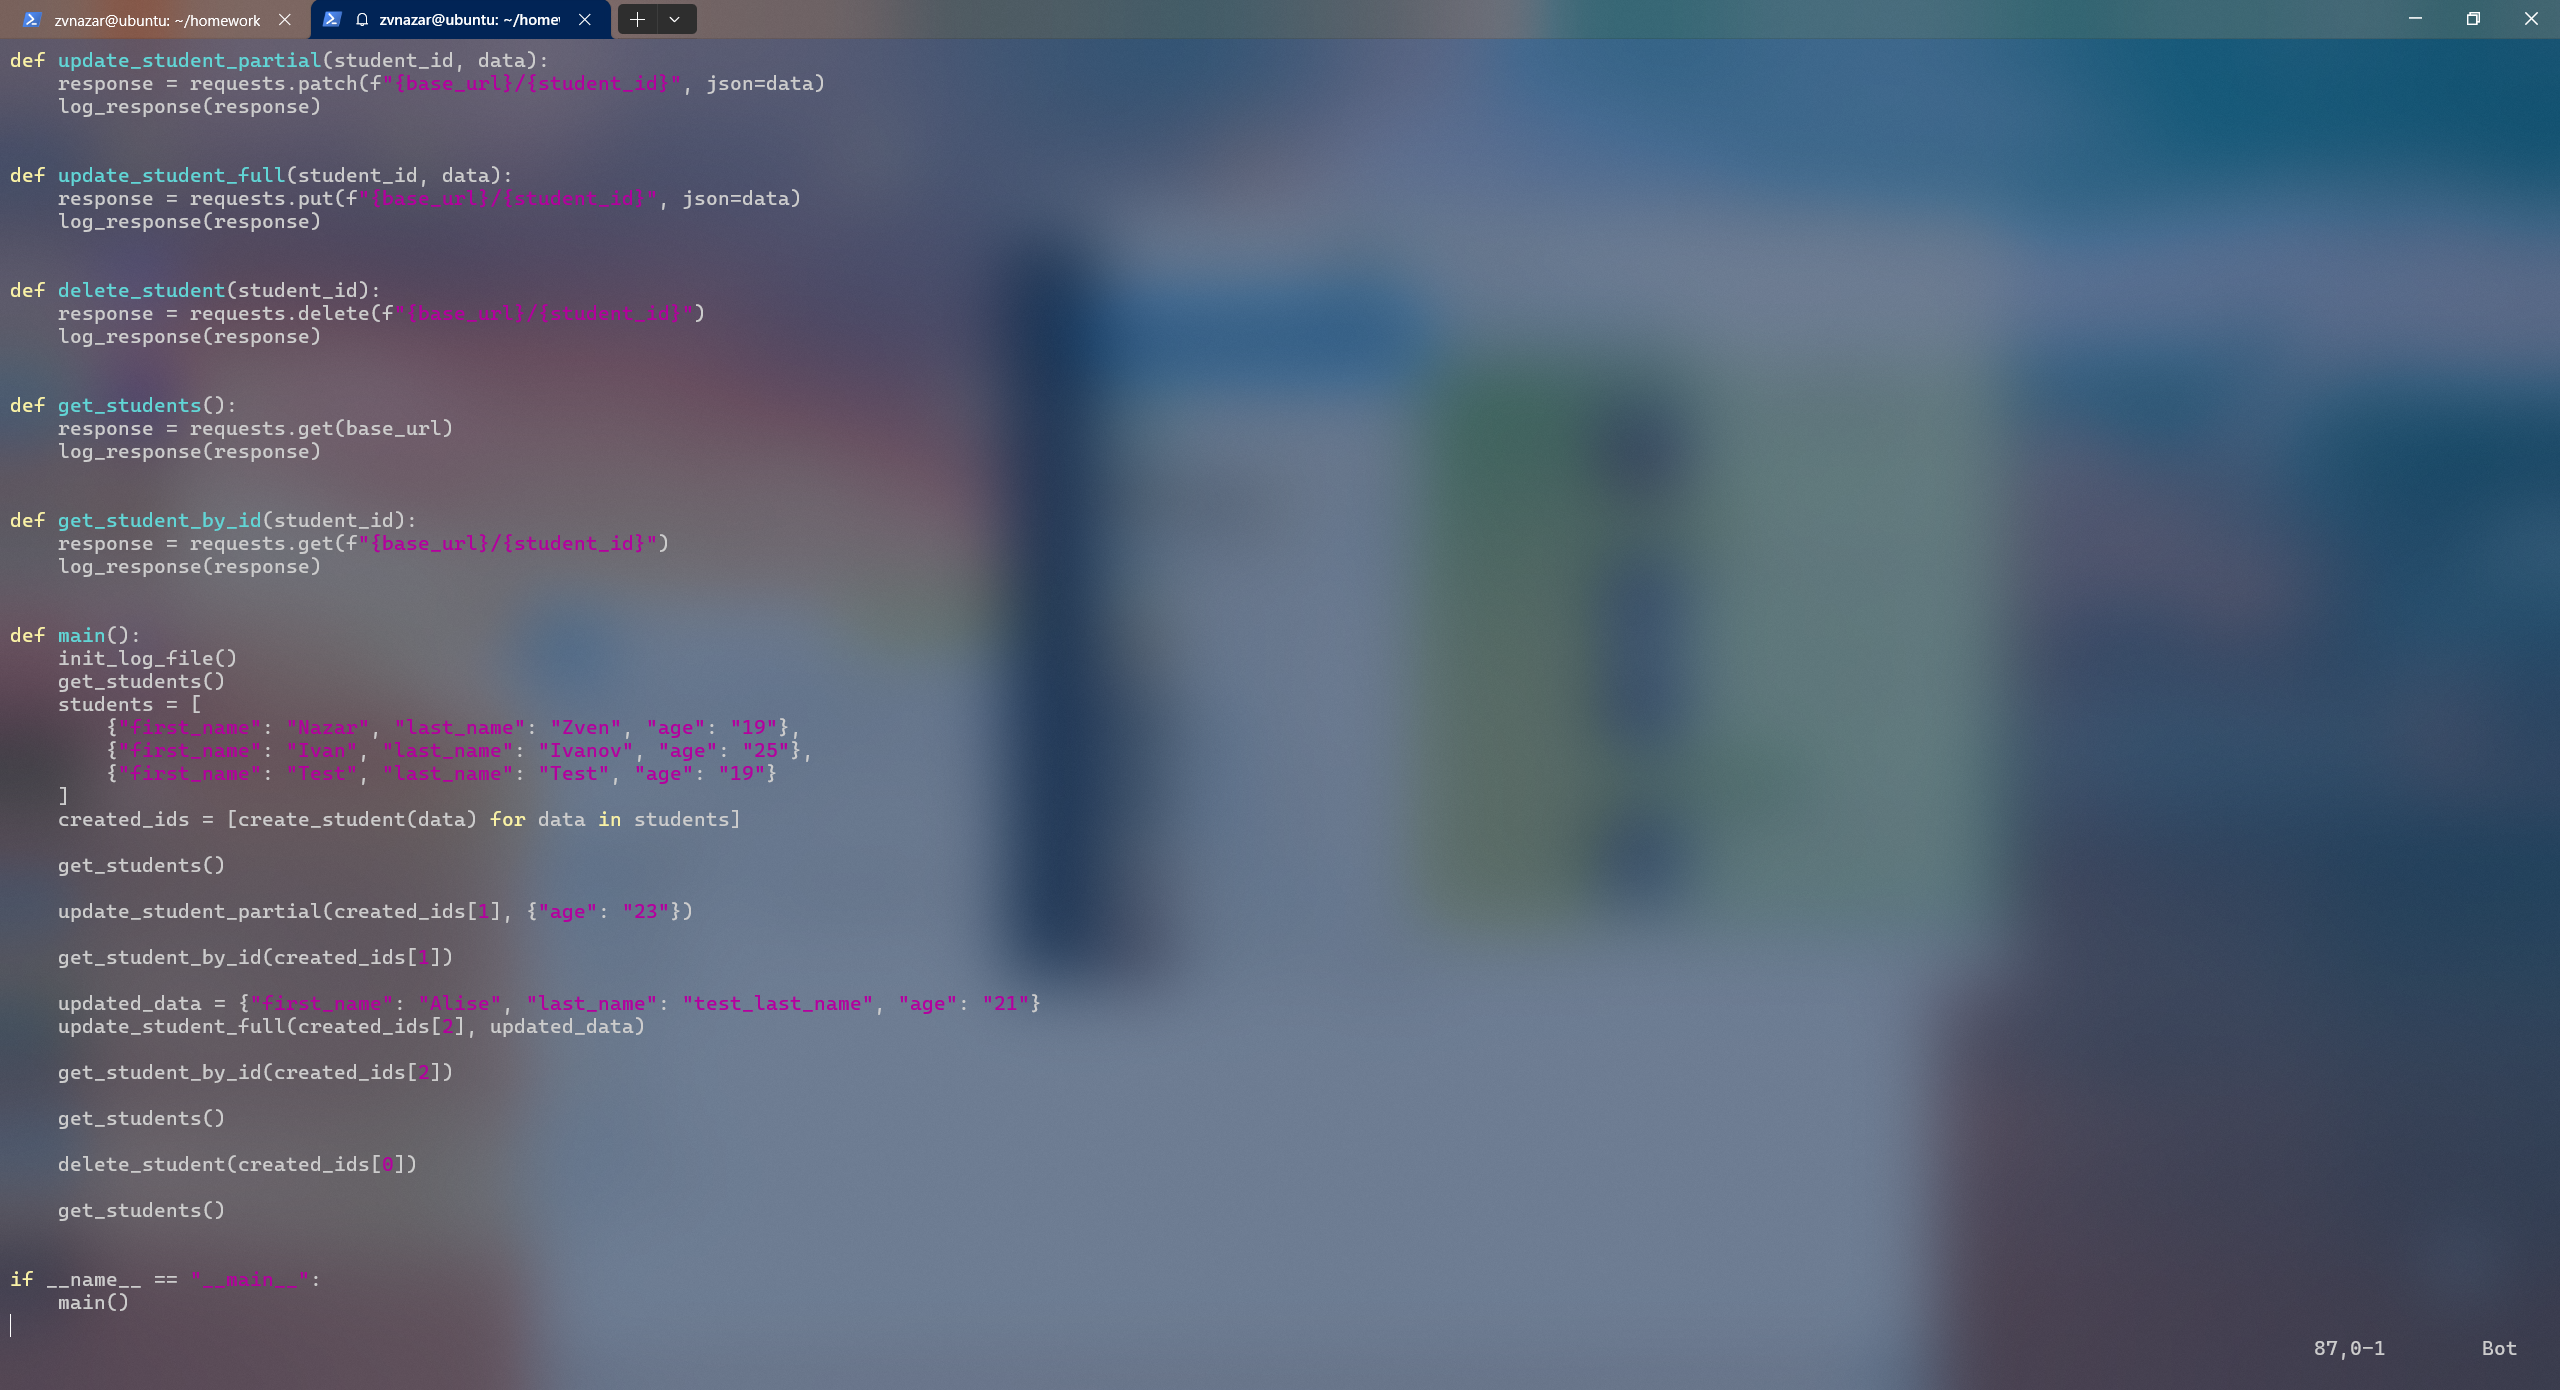 zvnazar@ubuntu: ~/homework
zvnazar@ubuntu: ~/home
def update_student_partial(student_id, data):
    response = requests.patch(f"{base_url}/{student_id}", json=data)
    log_response(response)
def update_student_full(student_id, data):
    response = requests.put(f"{base_url}/{student_id}", json=data)
    log_response(response)
def delete_student(student_id):
    response = requests.delete(f"{base_url}/{student_id}")
    log_response(response)
def get_students():
    response = requests.get(base_url)
    log_response(response)
def get_student_by_id(student_id):
    response = requests.get(f"{base_url}/{student_id}")
    log_response(response)
def main():
    init_log_file()
    get_students()
    students = [
        {"first_name": "Nazar", "last_name": "Zven", "age": "19"},
        {"first_name": "Ivan", "last_name": "Ivanov", "age": "25"},
        {"first_name": "Test", "last_name": "Test", "age": "19"}
    ]
    created_ids = [create_student(data) for data in students]
    get_students()
    update_student_partial(created_ids[1], {"age": "23"})
    get_student_by_id(created_ids[1])
    updated_data = {"first_name": "Alise", "last_name": "test_last_name", "age": "21"}
    update_student_full(created_ids[2], updated_data)
    get_student_by_id(created_ids[2])
    get_students()
    delete_student(created_ids[0])
    get_students()
if __name__ == "__main__":
    main()
87,0-1 Bot